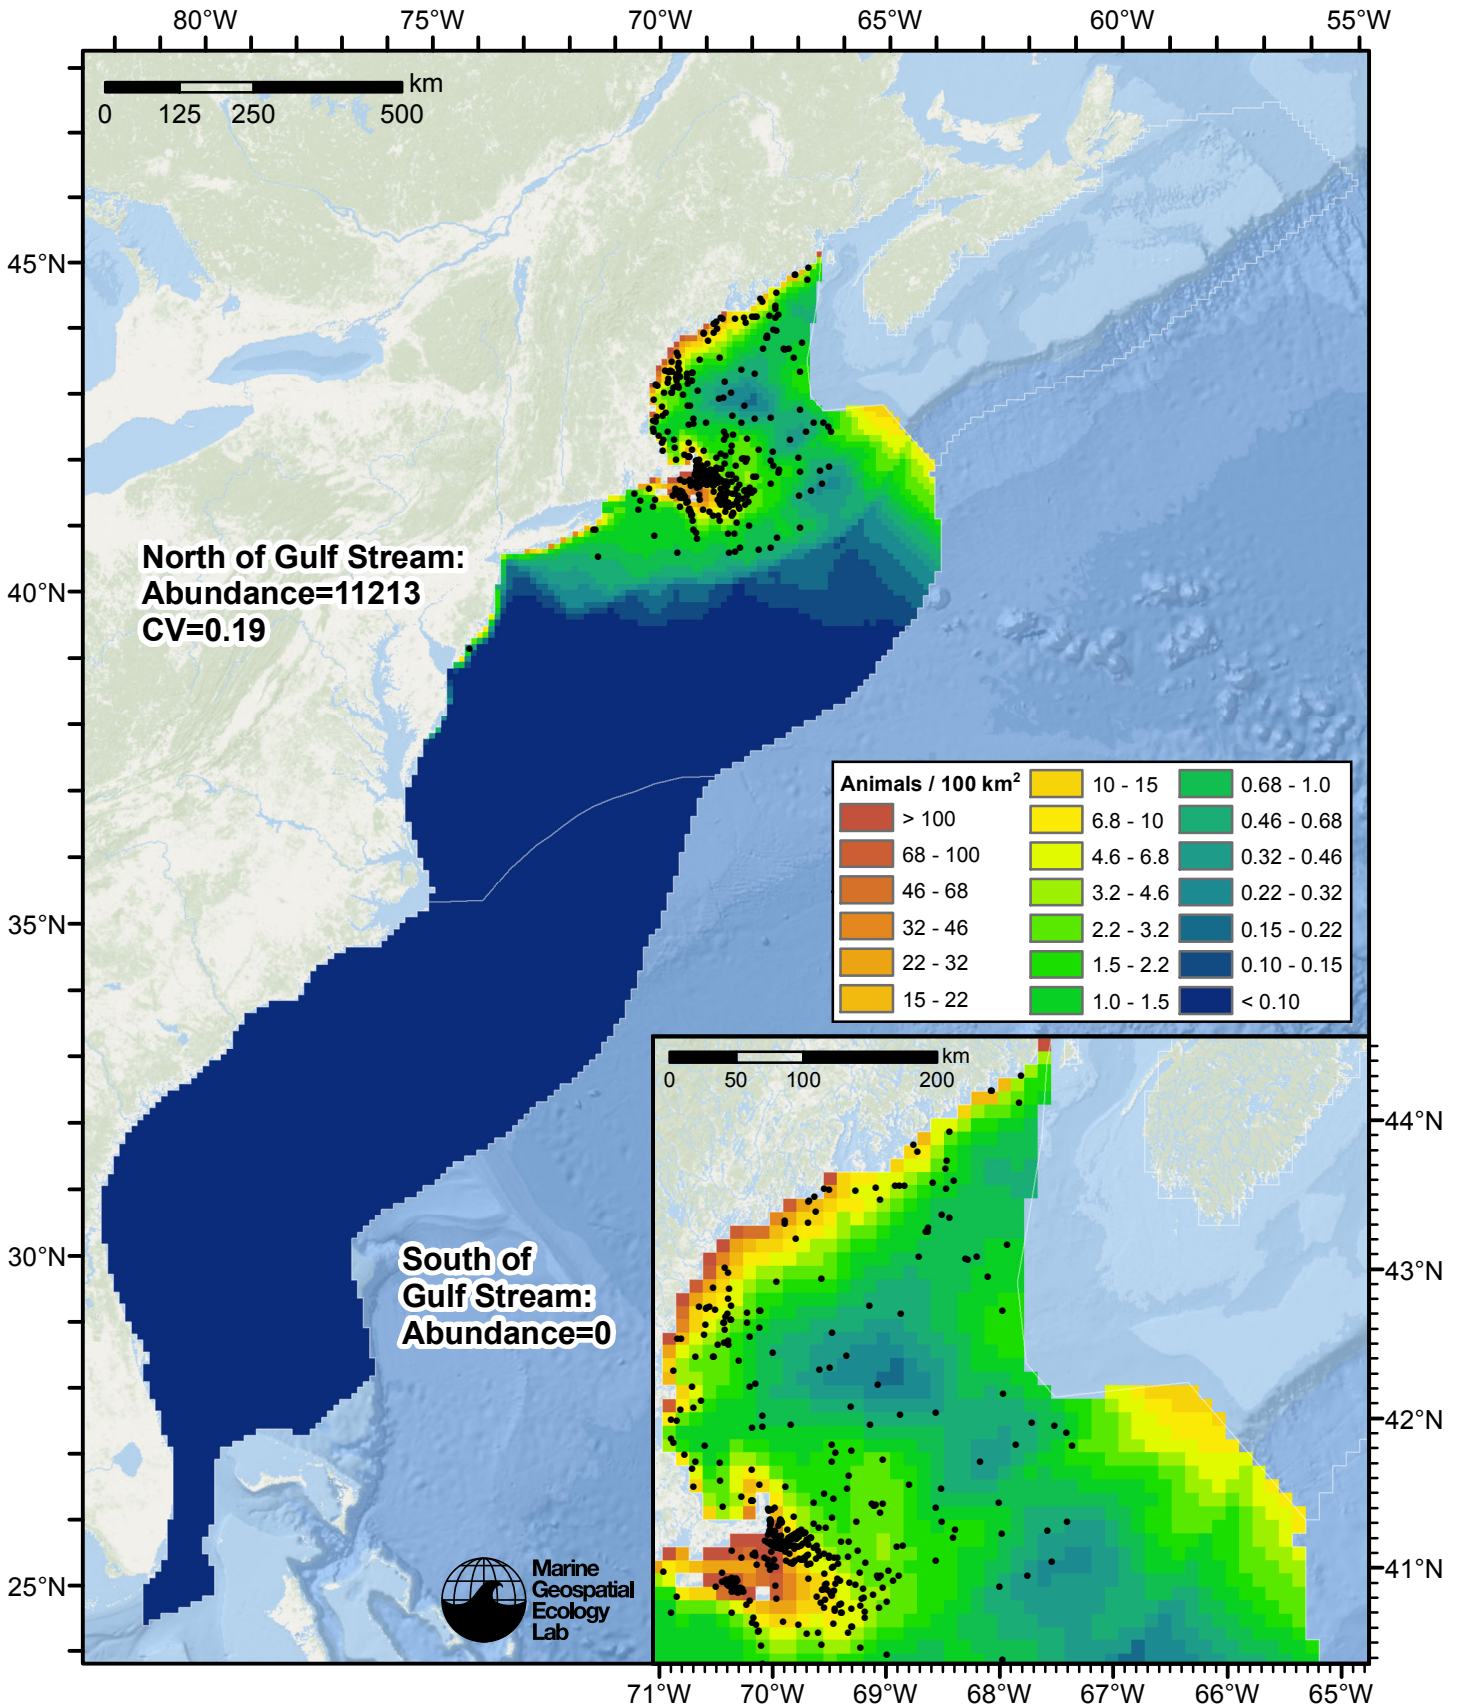 80°W 75°W 70°W 65°W 60°W 55°W
km
0 125 250 500
45°N
40°N
35°N
30°N
25°N
North of Gulf Stream:
Abundance=11213
CV=0.19
Animals / 100 km²
> 100
68 - 100
46 - 68
32 - 46
22 - 32
15 - 22
10 - 15
6.8 - 10
4.6 - 6.8
3.2 - 4.6
2.2 - 3.2
1.5 - 2.2
1.0 - 1.5
0.68 - 1.0
0.46 - 0.68
0.32 - 0.46
0.22 - 0.32
0.15 - 0.22
0.10 - 0.15
< 0.10
South of
Gulf Stream:
Abundance=0
km
0 50 100 200
44°N
43°N
42°N
41°N
Marine
Geospatial
Ecology
Lab
71°W 70°W 69°W 68°W 67°W 66°W 65°W